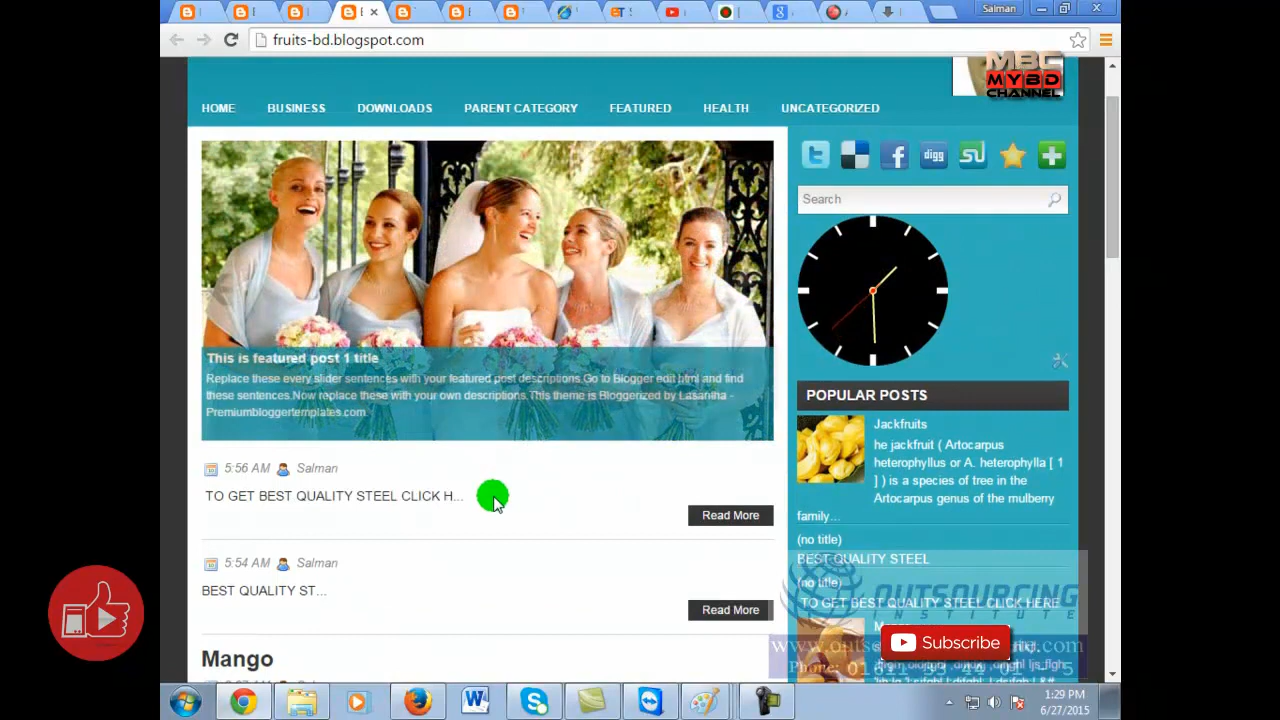 Salman
fruits-bd.blogspot.com
MBC
MYBD
CHANNEL
HOME BUSINESS DOWNLOADS PARENT CATEGORY FEATURED HEALTH UNCATEGORIZED
digg
Search
This is featured post 1 title
Replace these every slider sentences with your featured post descriptions.Go to Blogger edit html and find
these sentences.Now replace these with your own descriptions.This theme is Bloggerized by Lasantha -
Premiumbloggertemplates.com.
5:56 AM Salman
TO GET BEST QUALITY STEEL CLICK H...
Read More
5:54 AM Salman
BEST QUALITY ST...
Read More
Mango
POPULAR POSTS
Jackfruits
he jackfruit ( Artocarpus
heterophyllus or A. heterophylla [ 1
] ) is a species of tree in the
Artocarpus genus of the mulberry
family...
(no title)
BEST QUALITY STEEL
(no title)
TO GET BEST QUALITY STEEL CLICK HERE
OUTSOURCING
INSTITUTE
Subscribe
Phone:
1:29 PM
6/27/2015